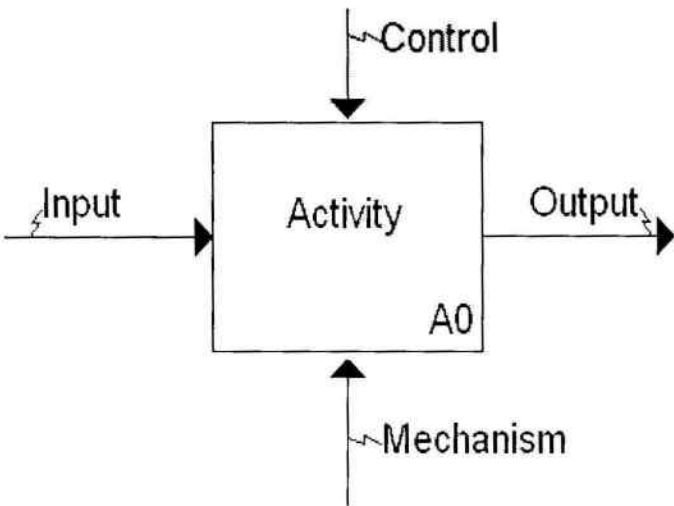 Control
Input
Activity
Output
A0
Mechanism